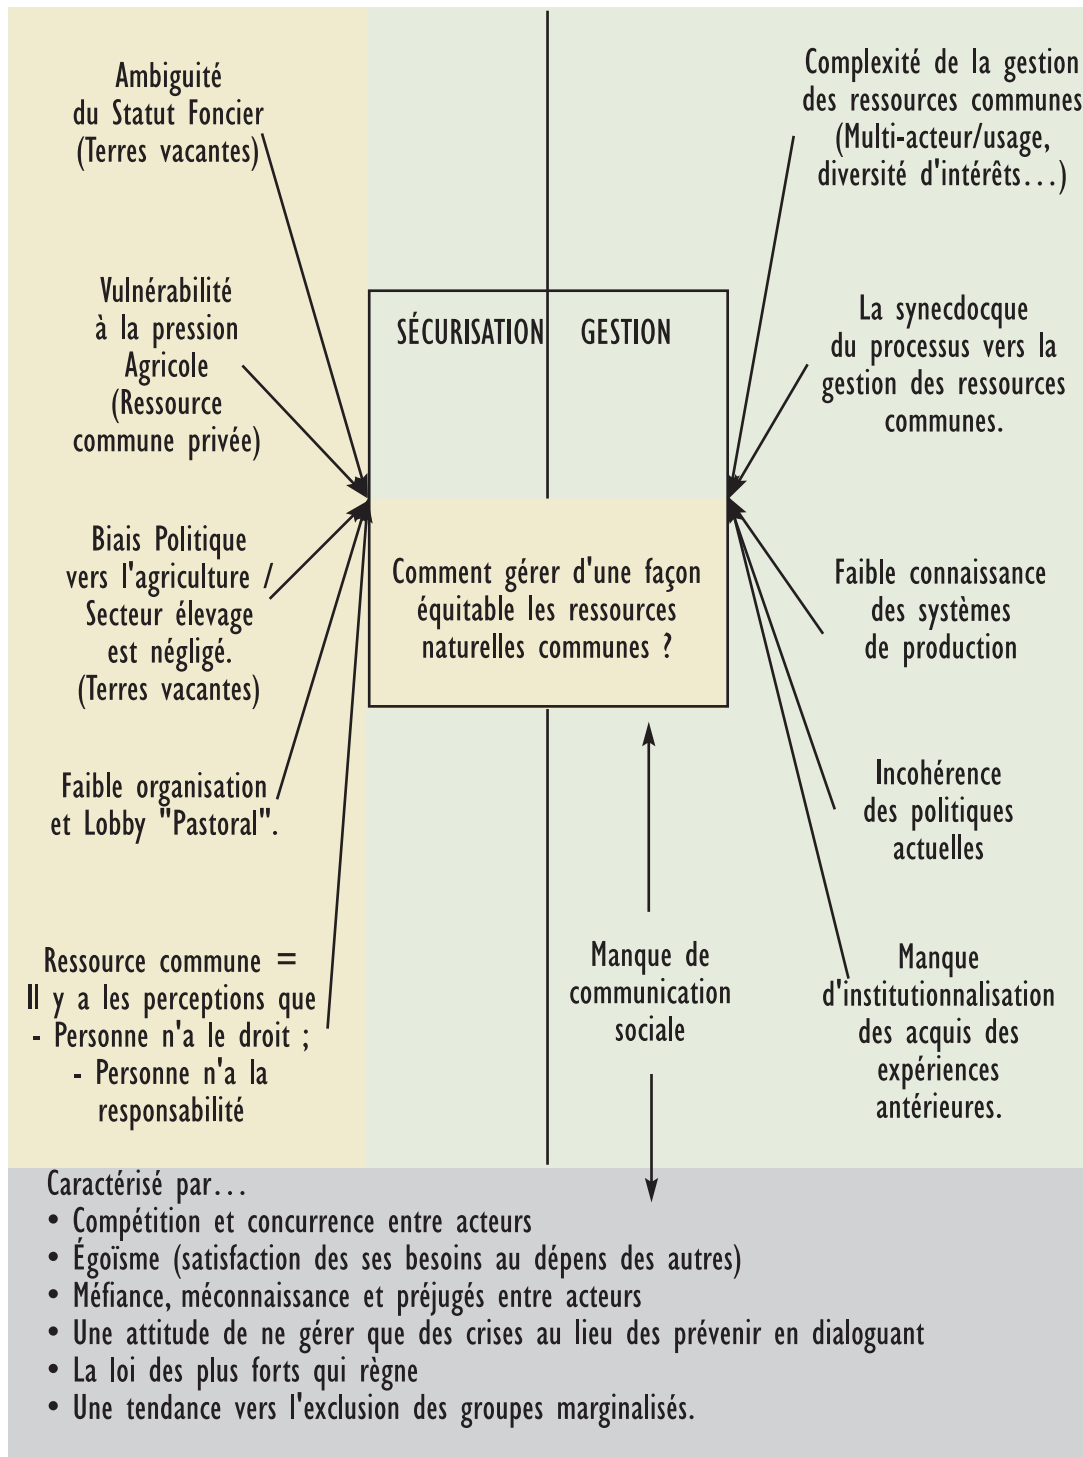 Ambiguité
du Statut Foncier
(Terres vacantes)
Vulnérabilité
à la pression
Agricole
(Ressource
commune privée)
Biais Politique
vers l'agriculture /
Secteur élevage
est négligé.
(Terres vacantes)
Faible organisation
et Lobby "Pastoral".
Ressource commune =
Il y a les perceptions que
- Personne n'a le droit ;
- Personne n'a la
responsabilité
SÉCURISATION
GESTION
Comment gérer d'une façon
équitable les ressources
naturelles communes ?
Manque de
communication
sociale
Complexité de la gestion
des ressources communes
(Multi-acteur/usage,
diversité d'intérêts…)
La synecdocque
du processus vers la
gestion des ressources
communes.
Faible connaissance
des systèmes
de production
Incohérence
des politiques
actuelles
Manque
d'institutionnalisation
des acquis des
expériences
antérieures.
Caractérisé par…
• Compétition et concurrence entre acteurs
• Égoïsme (satisfaction des ses besoins au dépens des autres)
• Méfiance, méconnaissance et préjugés entre acteurs
• Une attitude de ne gérer que des crises au lieu des prévenir en dialoguant
• La loi des plus forts qui règne
• Une tendance vers l'exclusion des groupes marginalisés.